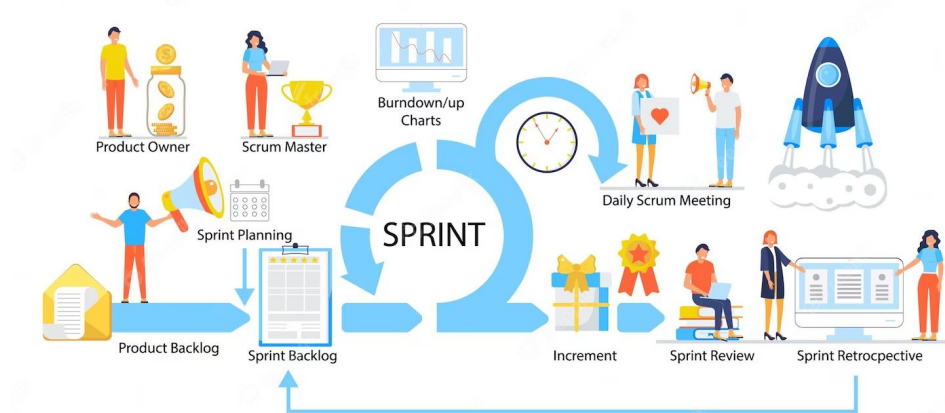 Product Owner
Scrum Master
Burndown/up
Charts
Daily Scrum Meeting
Sprint Planning
SPRINT
Product Backlog
Sprint Backlog
Increment
Sprint Review
Sprint Retrocpective